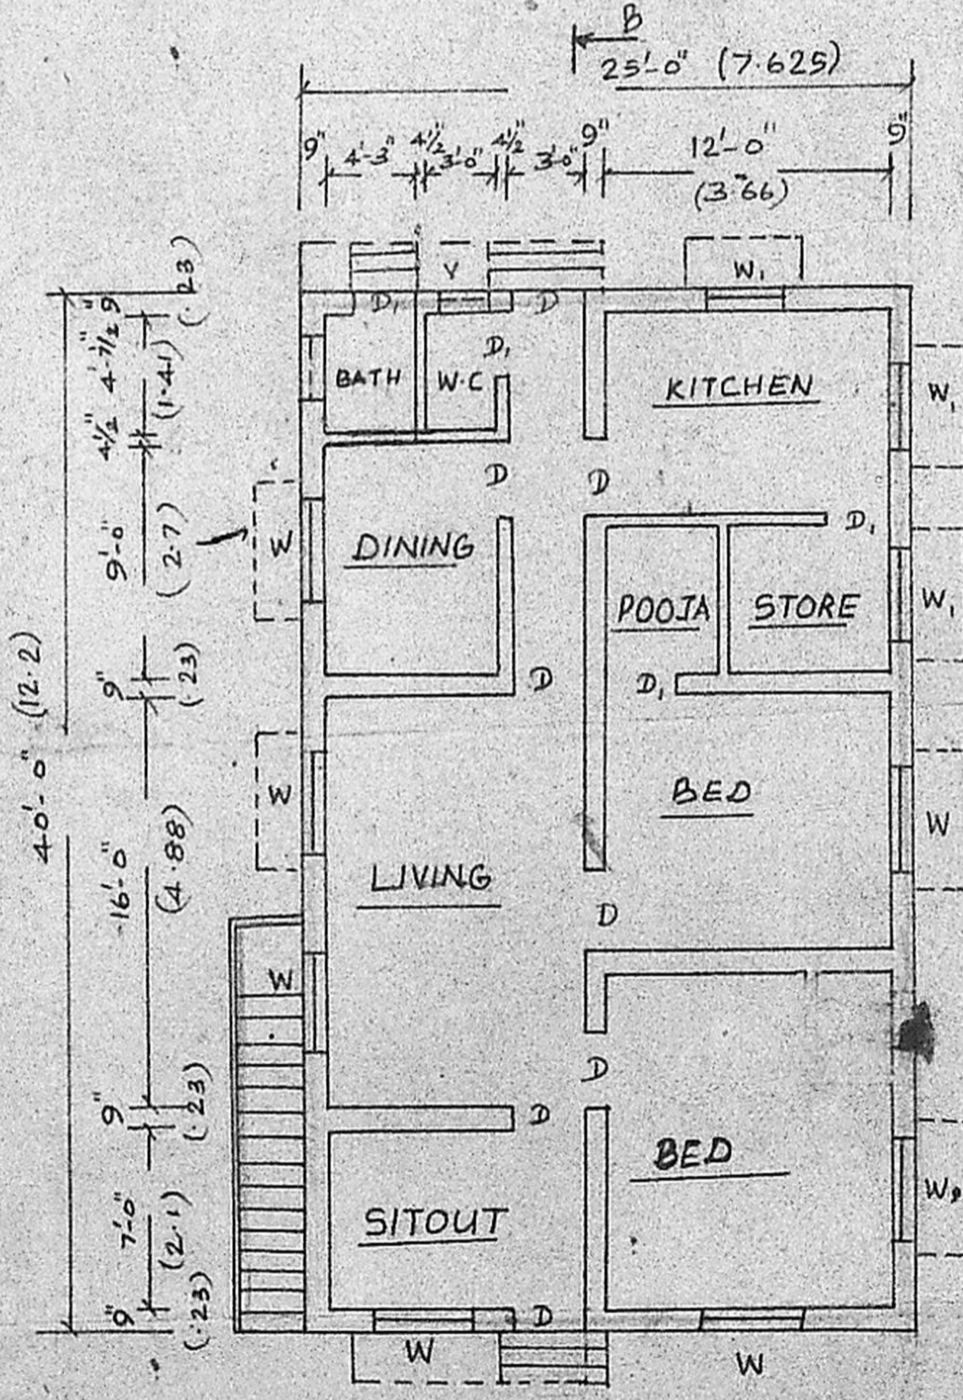 B
25'-0" (7.625)
9" 4'-3" 4½" 3'-0" 4½" 3'-0" 9" 12'-0" 9"
(3.66)
V W₁
D₁ D
BATH W.C D₁ KITCHEN W₁
D D
D₁
W DINING
POOJA STORE W₁
D D₁
W BED W
LIVING
D
W
D
D
BED
W
SITOUT
D
W W
9" (.23)
4'-7½" (1.41)
4½"
9'-0" (2.7)
9" (.23)
40'-0" (12.2)
16'-0" (4.88)
9" (.23)
7'-0" (2.1)
9" (.23)